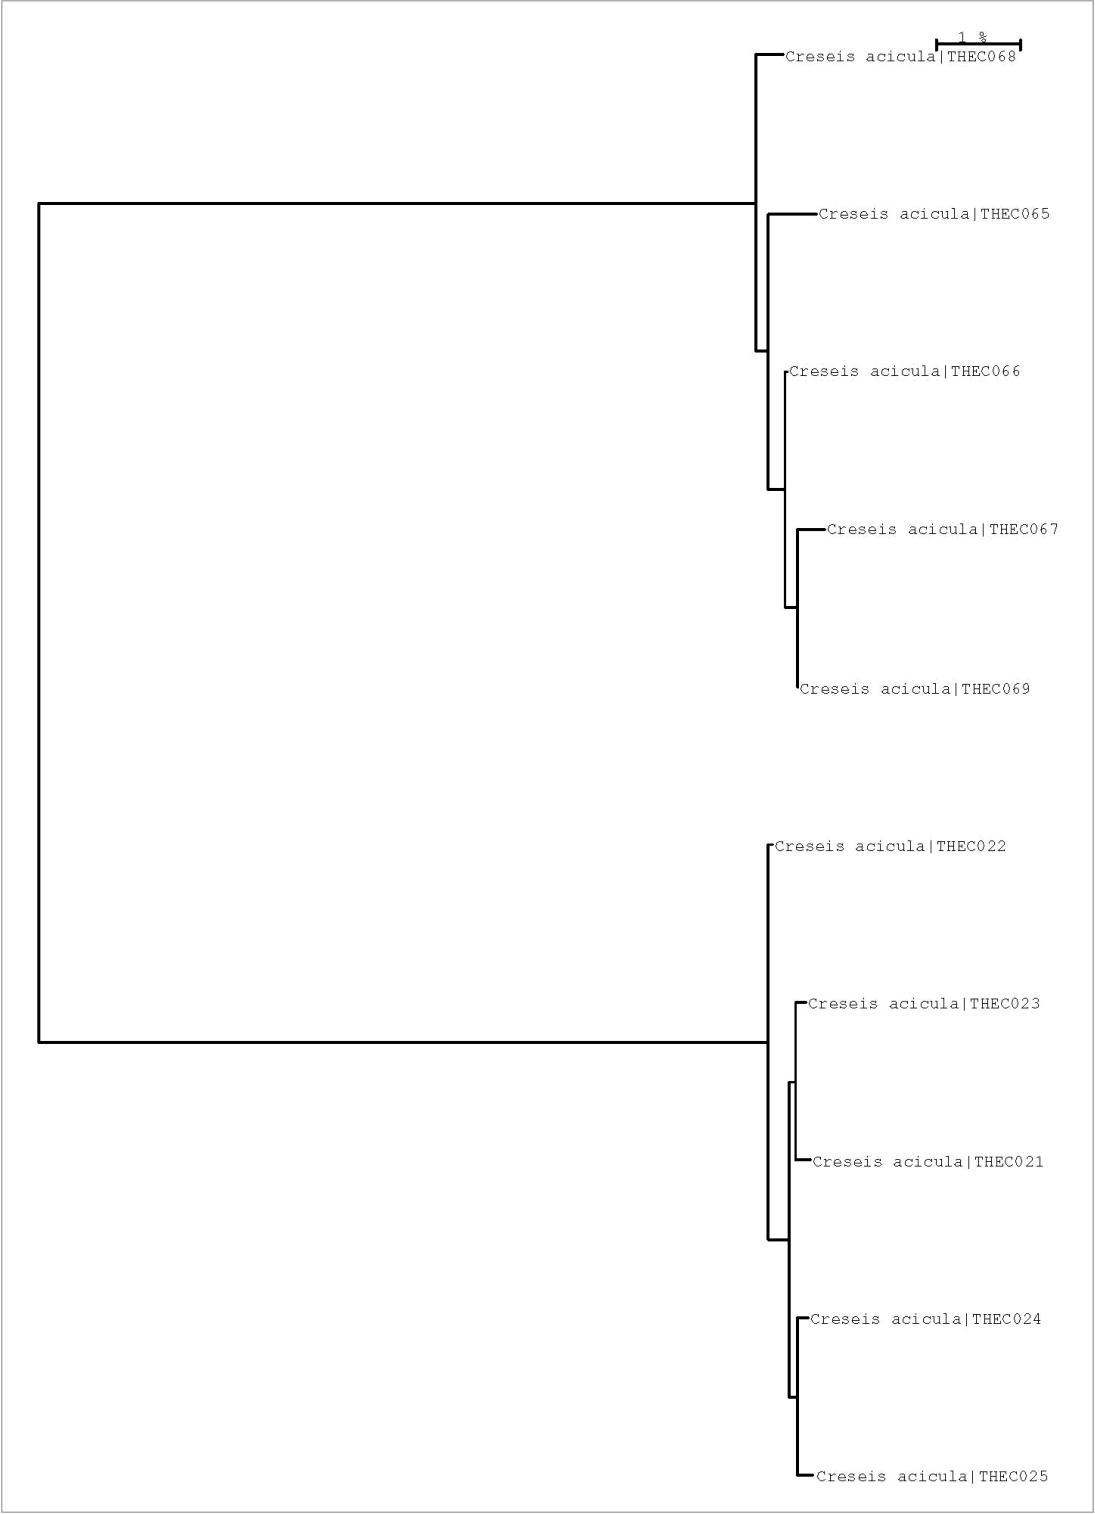 1 %
Creseis acicula|THEC068
Creseis acicula|THEC065
Creseis acicula|THEC066
Creseis acicula|THEC067
Creseis acicula|THEC069
Creseis acicula|THEC022
Creseis acicula|THEC023
Creseis acicula|THEC021
Creseis acicula|THEC024
Creseis acicula|THEC025